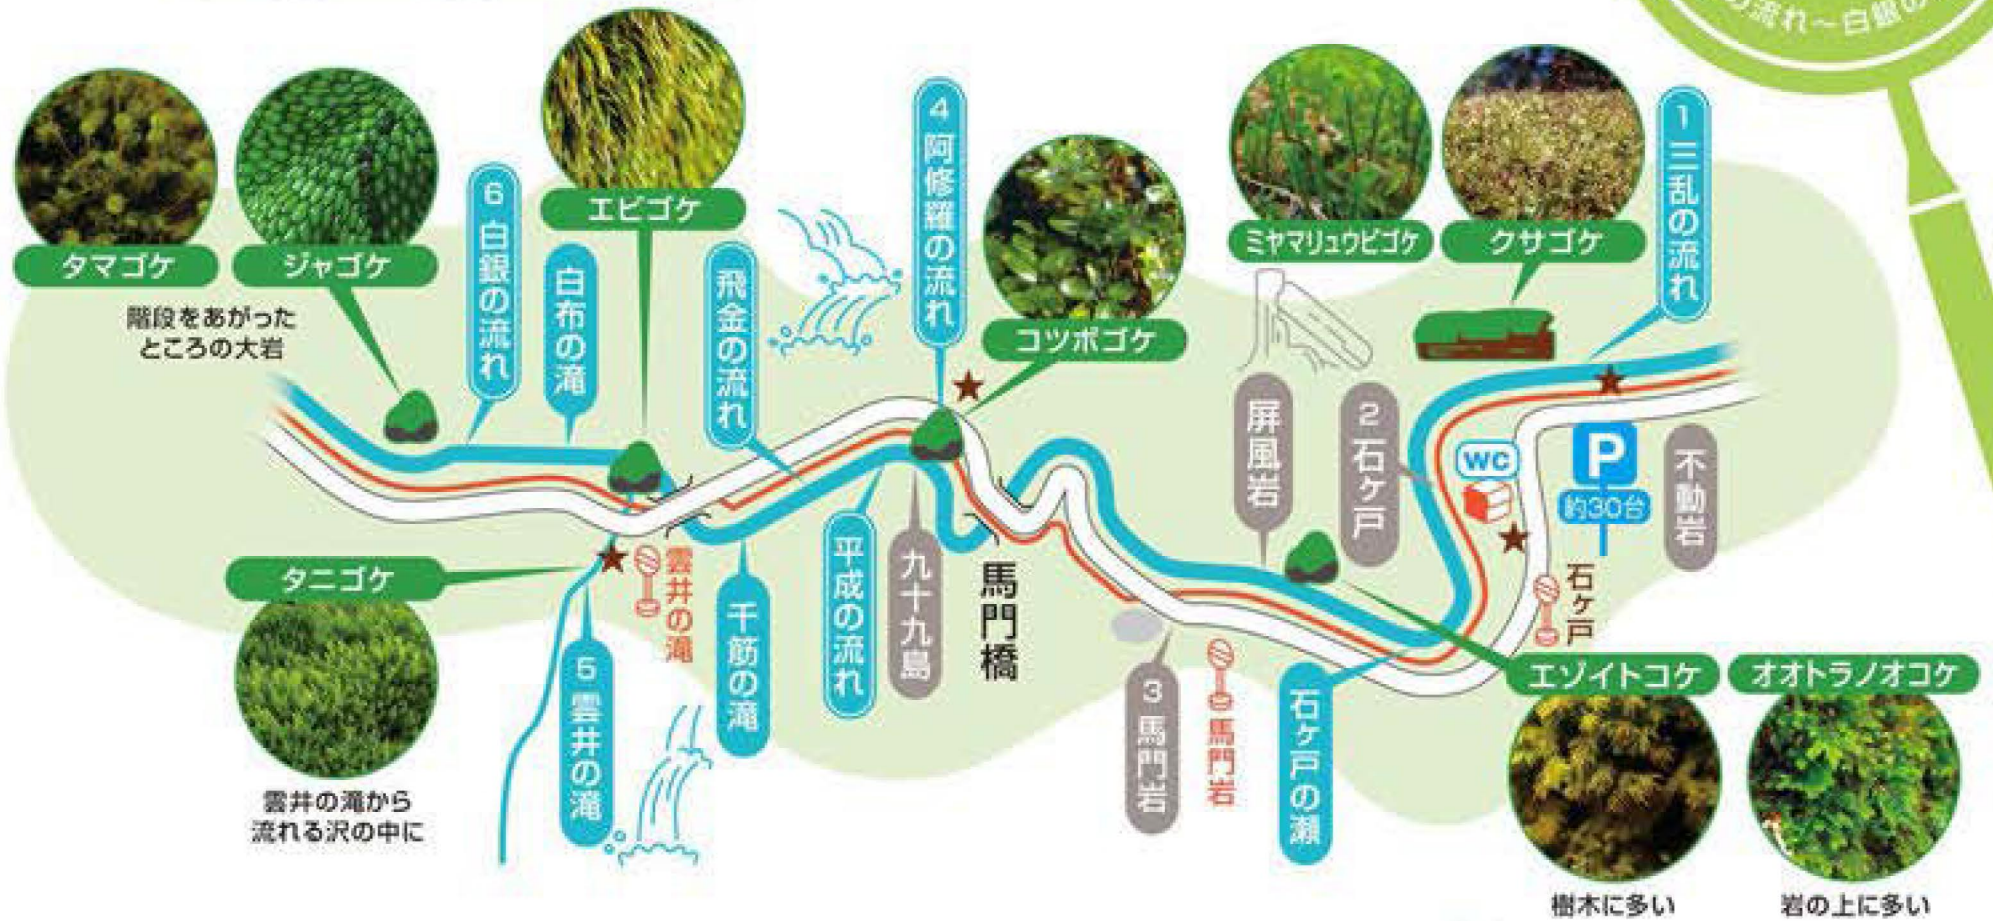 の流れ～白銀の
タマゴケ
ジャゴケ
階段をあがった
ところの大岩
6 白銀の流れ
白布の滝
エビゴケ
飛金の流れ
4 阿修羅の流れ
コツボゴケ
ミヤマリュウビゴケ
クサゴケ
1 三乱の流れ
屏風岩
2 石ヶ戸
WC
P
約30台
不動岩
石ヶ戸
タニゴケ
雲井の滝から
流れる沢の中に
5 雲井の滝
雲井の滝
千筋の滝
平成の流れ
九十九島
馬門橋
3 馬門岩
馬門岩
石ヶ戸の瀬
エゾイトコケ
樹木に多い
オオトラノオコケ
岩の上に多い